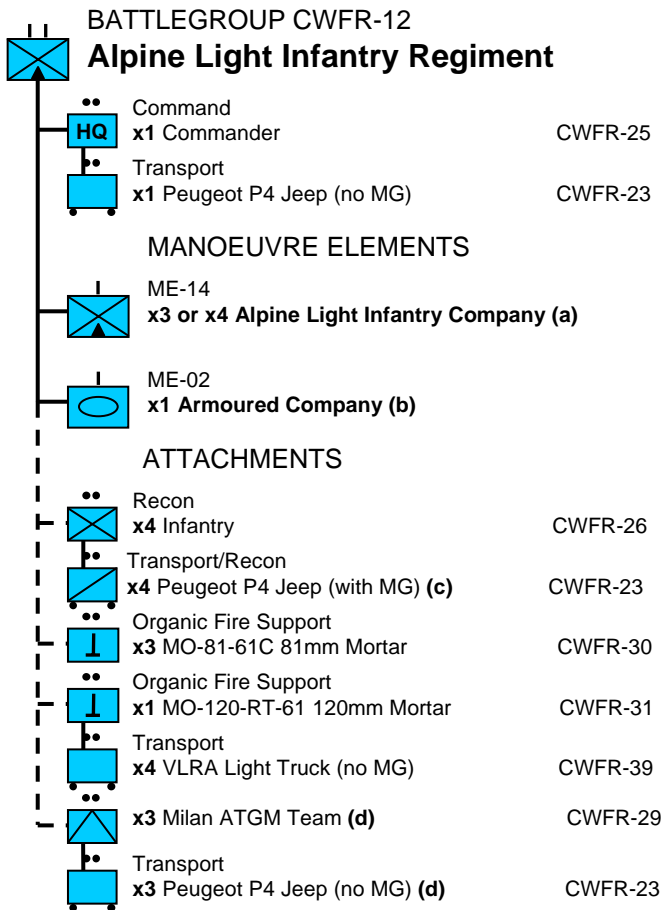 BATTLEGROUP CWFR-12
Alpine Light Infantry Regiment
Command
HQ x1 Commander CWFR-25
Transport
x1 Peugeot P4 Jeep (no MG) CWFR-23
MANOEUVRE ELEMENTS
ME-14
x3 or x4 Alpine Light Infantry Company (a)
ME-02
x1 Armoured Company (b)
ATTACHMENTS
Recon
x4 Infantry CWFR-26
Transport/Recon
x4 Peugeot P4 Jeep (with MG) (c) CWFR-23
Organic Fire Support
x3 MO-81-61C 81mm Mortar CWFR-30
Organic Fire Support
x1 MO-120-RT-61 120mm Mortar CWFR-31
Transport
x4 VLRA Light Truck (no MG) CWFR-39
x3 Milan ATGM Team (d) CWFR-29
Transport
x3 Peugeot P4 Jeep (no MG) (d) CWFR-23